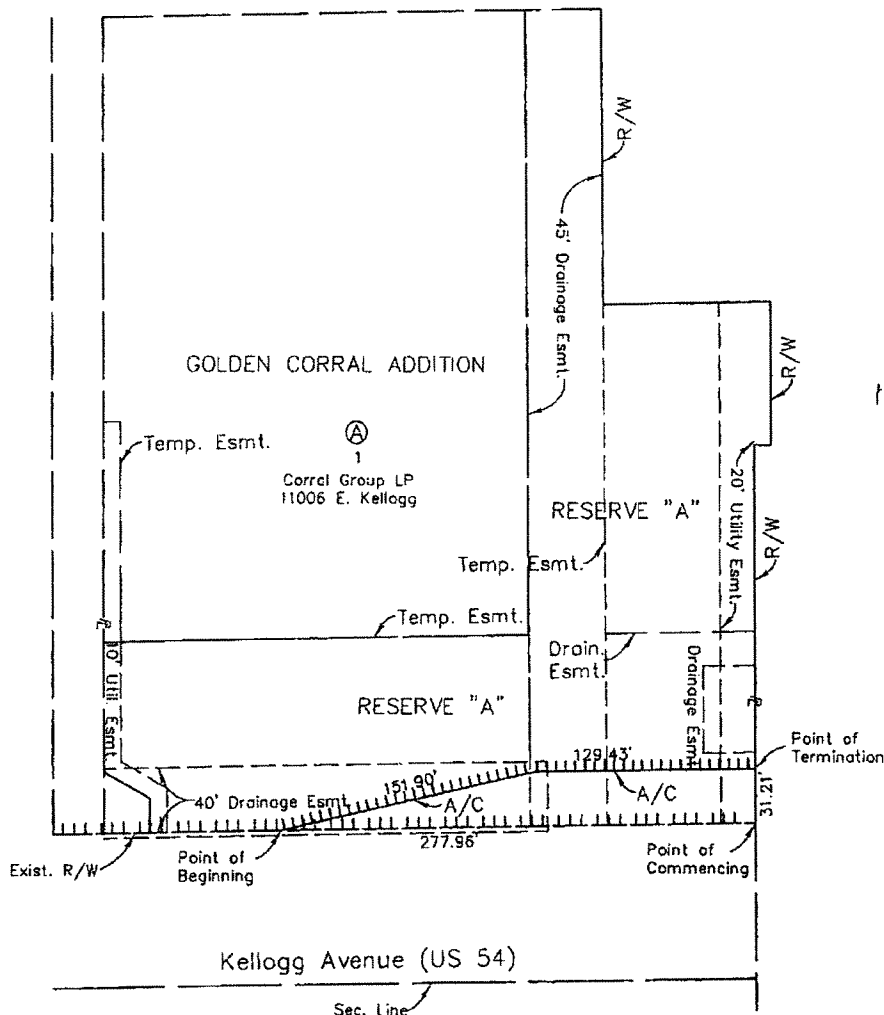 R/W
45' Drainage Esmt.
GOLDEN CORRAL ADDITION
R/W
Temp. Esmt.
A
1
Corral Group LP
11006 E. Kellogg
RESERVE "A"
20' Utility Esmt.
R/W
Temp. Esmt.
Temp. Esmt.
Drain.
Esmt.
10' Util. Esmt.
RESERVE "A"
Drainage Esmt.
Point of
Termination
129.43'
151.90'
A/C
A/C
31.21'
40' Drainage Esmt.
277.96'
Exist. R/W
Point of
Beginning
Point of
Commencing
Kellogg Avenue (US 54)
Sec. Line